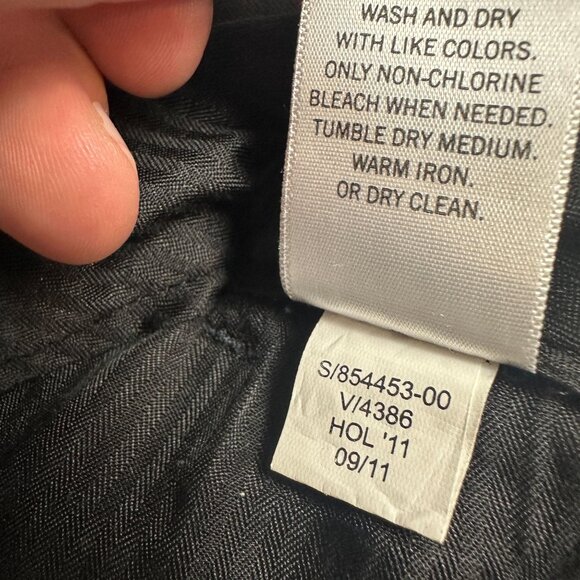 WASH AND DRY
WITH LIKE COLORS.
ONLY NON-CHLORINE
BLEACH WHEN NEEDED.
TUMBLE DRY MEDIUM.
WARM IRON.
OR DRY CLEAN.
S/854453-00
V/4386
HOL '11
09/11